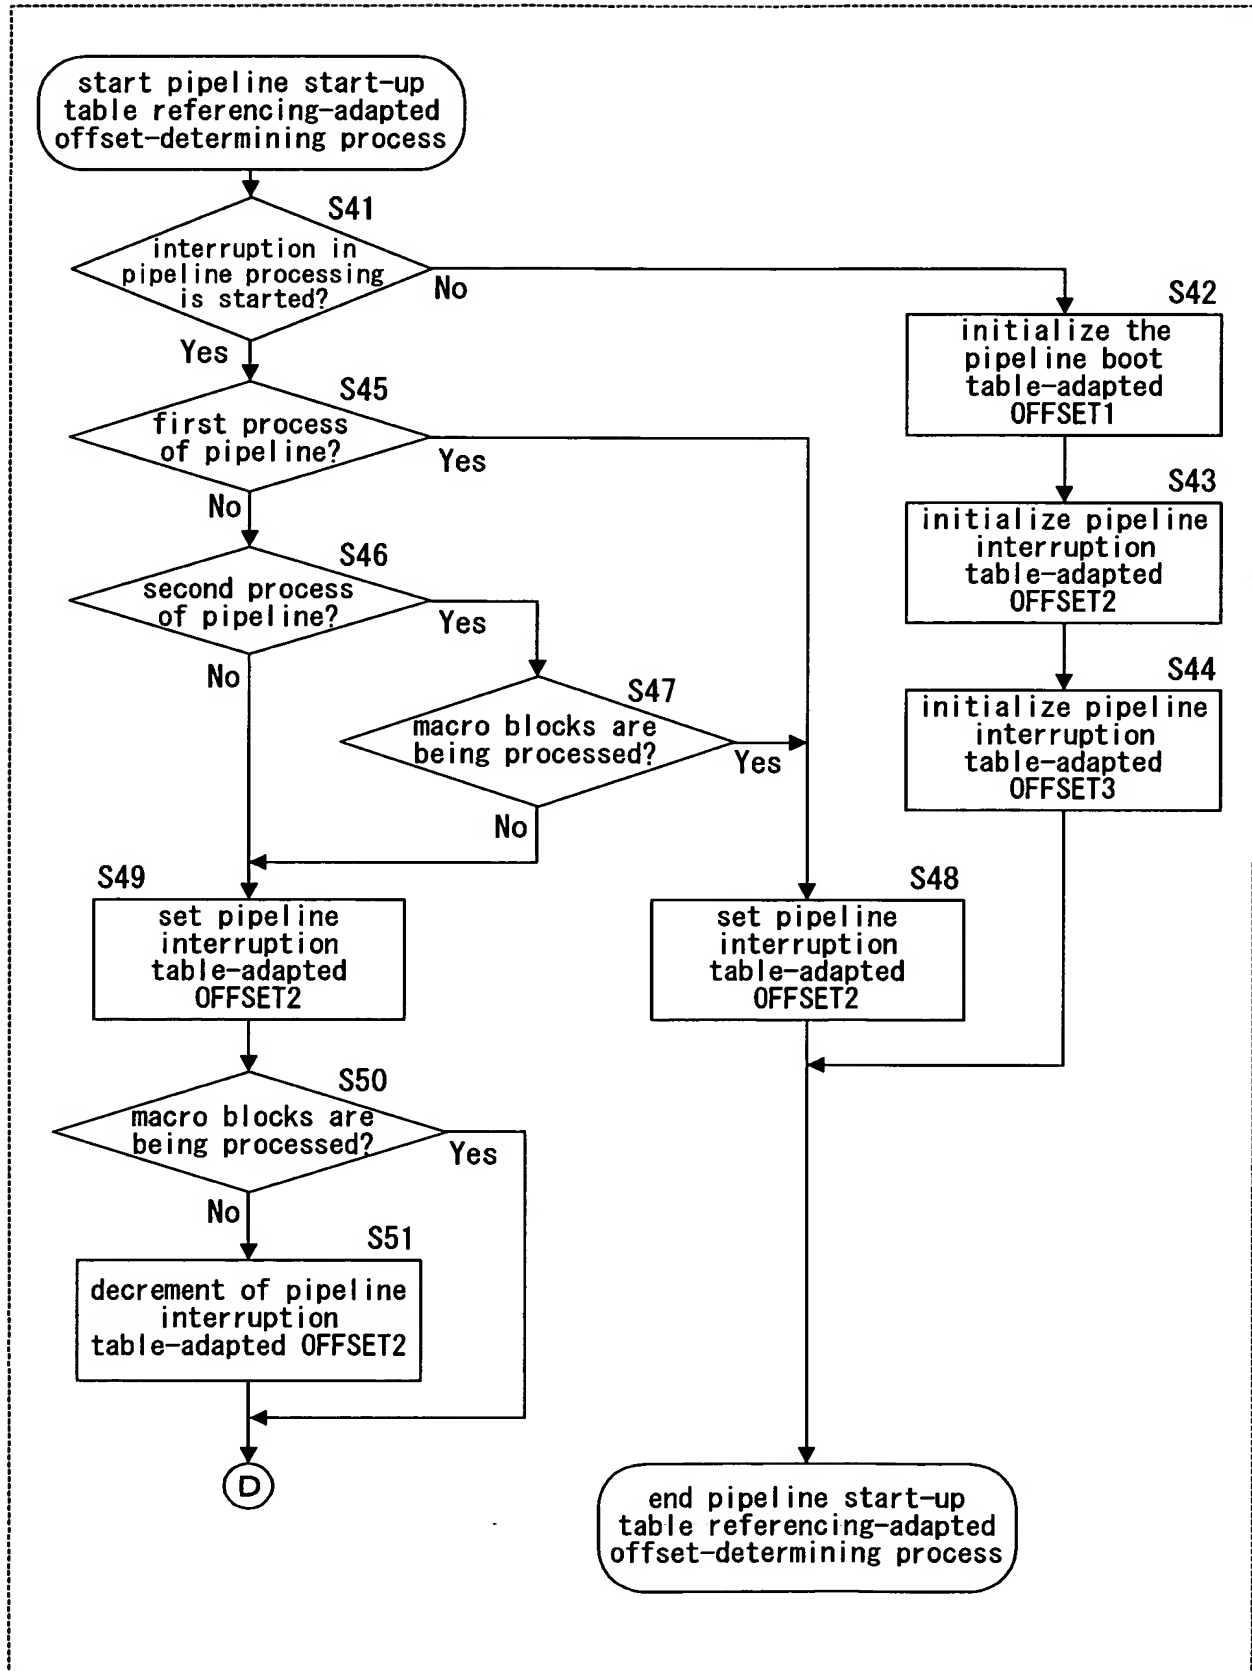 start pipeline start-up
table referencing-adapted
offset-determining process
S41
interruption in
pipeline processing
is started?
No
Yes
S42
initialize the
pipeline boot
table-adapted
OFFSET1
S45
first process
of pipeline?
Yes
No
S43
initialize pipeline
interruption
table-adapted
OFFSET2
S46
second process
of pipeline?
Yes
No
S47
macro blocks are
being processed?
Yes
No
S44
initialize pipeline
interruption
table-adapted
OFFSET3
S49
set pipeline
interruption
table-adapted
OFFSET2
S48
set pipeline
interruption
table-adapted
OFFSET2
S50
macro blocks are
being processed?
Yes
No
S51
decrement of pipeline
interruption
table-adapted OFFSET2
D
end pipeline start-up
table referencing-adapted
offset-determining process